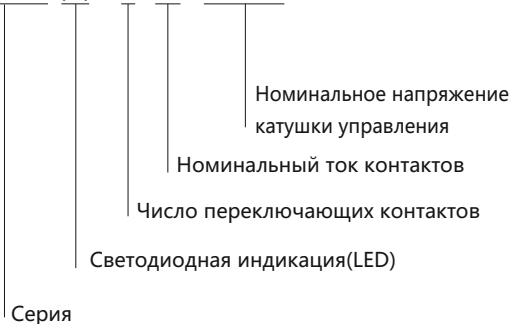 Номинальное напряжение
катушки управления
Номинальный ток контактов
Число переключающих контактов
Светодиодная индикация(LED)
Серия